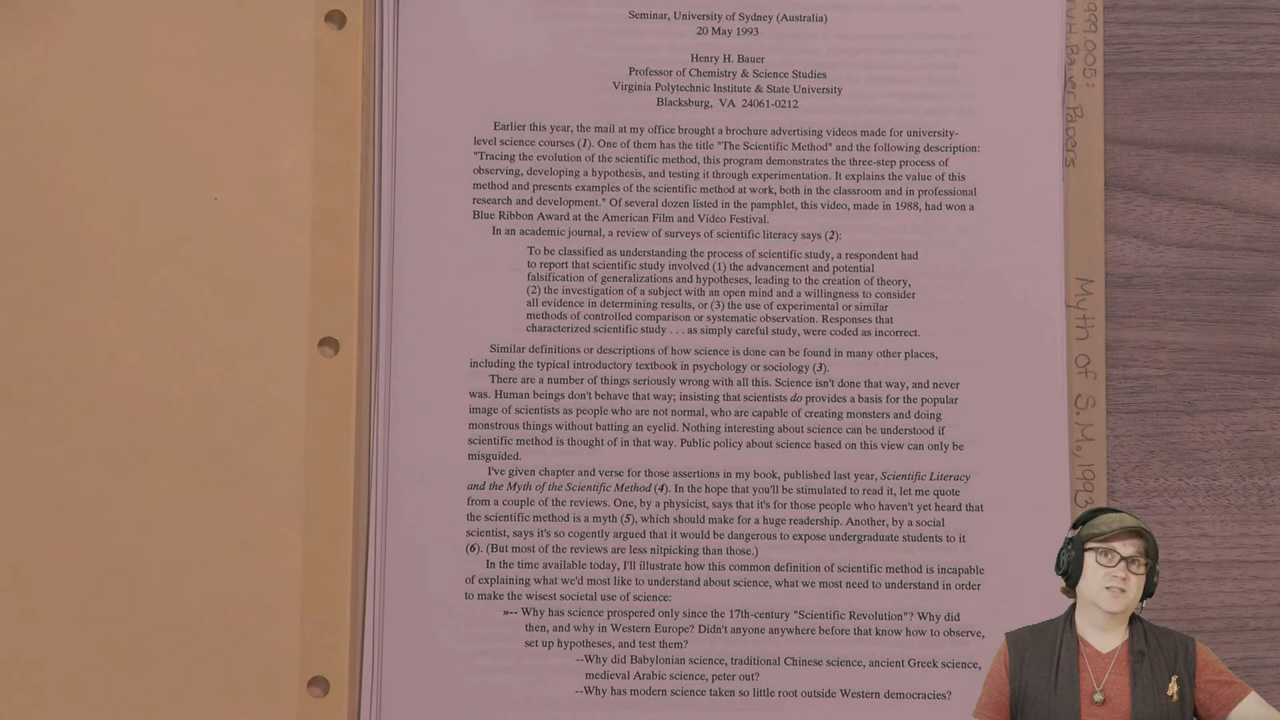 Seminar, University of Sydney (Australia)
20 May 1993
Henry H. Bauer
Professor of Chemistry & Science Studies
Virginia Polytechnic Institute & State University
Blacksburg, VA 24061-0212
Earlier this year, the mail at my office brought a brochure advertising videos made for university-
level science courses (1). One of them has the title "The Scientific Method" and the following description:
"Tracing the evolution of the scientific method, this program demonstrates the three-step process of
observing, developing a hypothesis, and testing it through experimentation. It explains the value of this
method and presents examples of the scientific method at work, both in the classroom and in professional
research and development." Of several dozen listed in the pamphlet, this video, made in 1988, had won a
Blue Ribbon Award at the American Film and Video Festival.
In an academic journal, a review of surveys of scientific literacy says (2):
To be classified as understanding the process of scientific study, a respondent had
to report that scientific study involved (1) the advancement and potential
falsification of generalizations and hypotheses, leading to the creation of theory,
(2) the investigation of a subject with an open mind and a willingness to consider
all evidence in determining results, or (3) the use of experimental or similar
methods of controlled comparison or systematic observation. Responses that
characterized scientific study . . . as simply careful study, were coded as incorrect.
Similar definitions or descriptions of how science is done can be found in many other places,
including the typical introductory textbook in psychology or sociology (3).
There are a number of things seriously wrong with all this. Science isn't done that way, and never
was. Human beings don't behave that way; insisting that scientists do provides a basis for the popular
image of scientists as people who are not normal, who are capable of creating monsters and doing
monstrous things without batting an eyelid. Nothing interesting about science can be understood if
scientific method is thought of in that way. Public policy about science based on this view can only be
misguided.
I've given chapter and verse for those assertions in my book, published last year, Scientific Literacy
and the Myth of the Scientific Method (4). In the hope that you'll be stimulated to read it, let me quote
from a couple of the reviews. One, by a physicist, says that it's for those people who haven't yet heard that
the scientific method is a myth (5), which should make for a huge readership. Another, by a social
scientist, says it's so cogently argued that it would be dangerous to expose undergraduate students to it
(6). (But most of the reviews are less nitpicking than those.)
In the time available today, I'll illustrate how this common definition of scientific method is incapable
of explaining what we'd most like to understand about science, what we most need to understand in order
to make the wisest societal use of science:
»-- Why has science prospered only since the 17th-century "Scientific Revolution"? Why did
then, and why in Western Europe? Didn't anyone anywhere before that know how to observe,
set up hypotheses, and test them?
--Why did Babylonian science, traditional Chinese science, ancient Greek science,
medieval Arabic science, peter out?
--Why has modern science taken so little root outside Western democracies?
999.005:
H. Bauer Papers
Myth of S.M., 1993